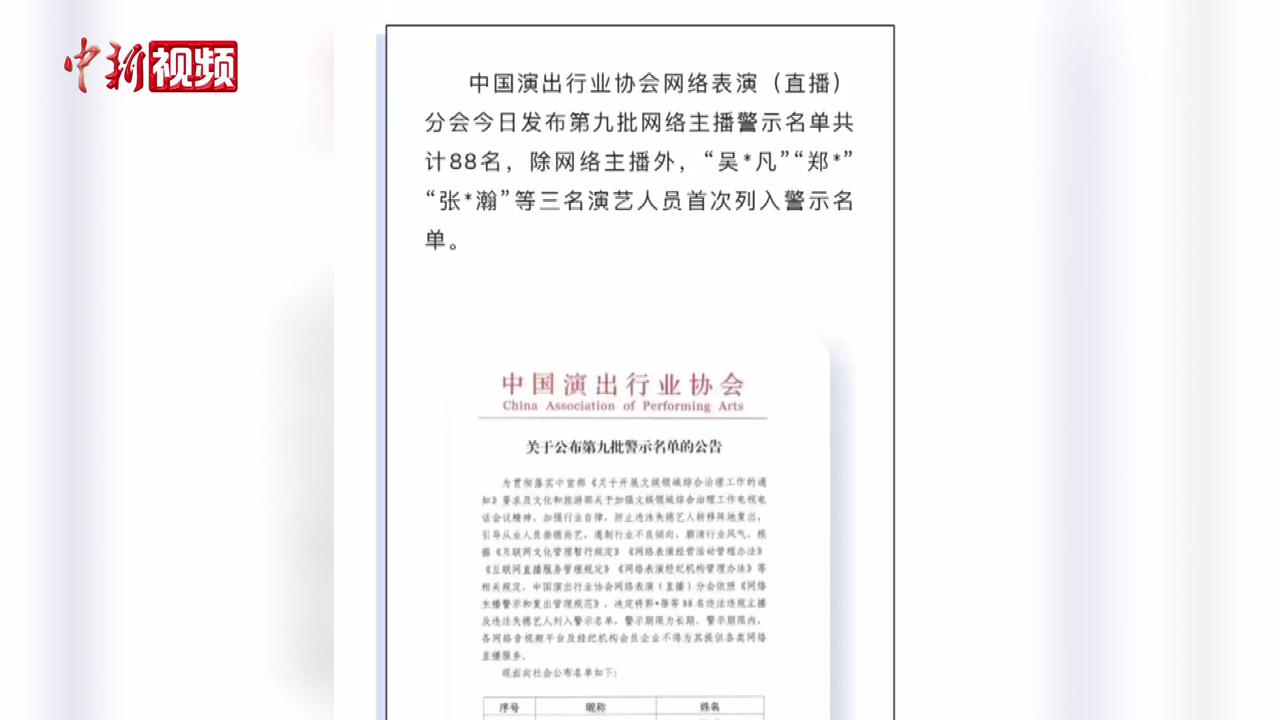 中新视频
中国演出行业协会网络表演（直播）
分会今日发布第九批网络主播警示名单共
计88名，除网络主播外，“吴*凡”“郑*”
“张*瀚”等三名演艺人员首次列入警示名
单。
中国演出行业协会
China Association of Performing Arts
关于公布第九批警示名单的公告
为贯彻落实中宣部《关于开展文娱领域综合治理工作的通
知》要求及文化和旅游部关于加强文娱领域综合治理工作电视电
话会议精神，加强行业自律，防止违法失德艺人转移阵地复出，
引导从业人员崇德尚艺，遏制行业不良倾向，廓清行业风气，根
据《互联网文化管理暂行规定》《网络表演经营活动管理办法》
《互联网直播服务管理规定》《网络表演经纪机构管理办法》等
相关规定，中国演出行业协会网络表演（直播）分会依照《网络
主播警示和复出管理规范》，决定将郭*蓓等88名违法违规主播
及违法失德艺人列入警示名单，警示期限为长期。警示期限内，
各网络音视频平台及经纪机构会员企业不得为其提供各类网络
直播服务。
现面向社会公布名单如下：
序号 昵称 姓名